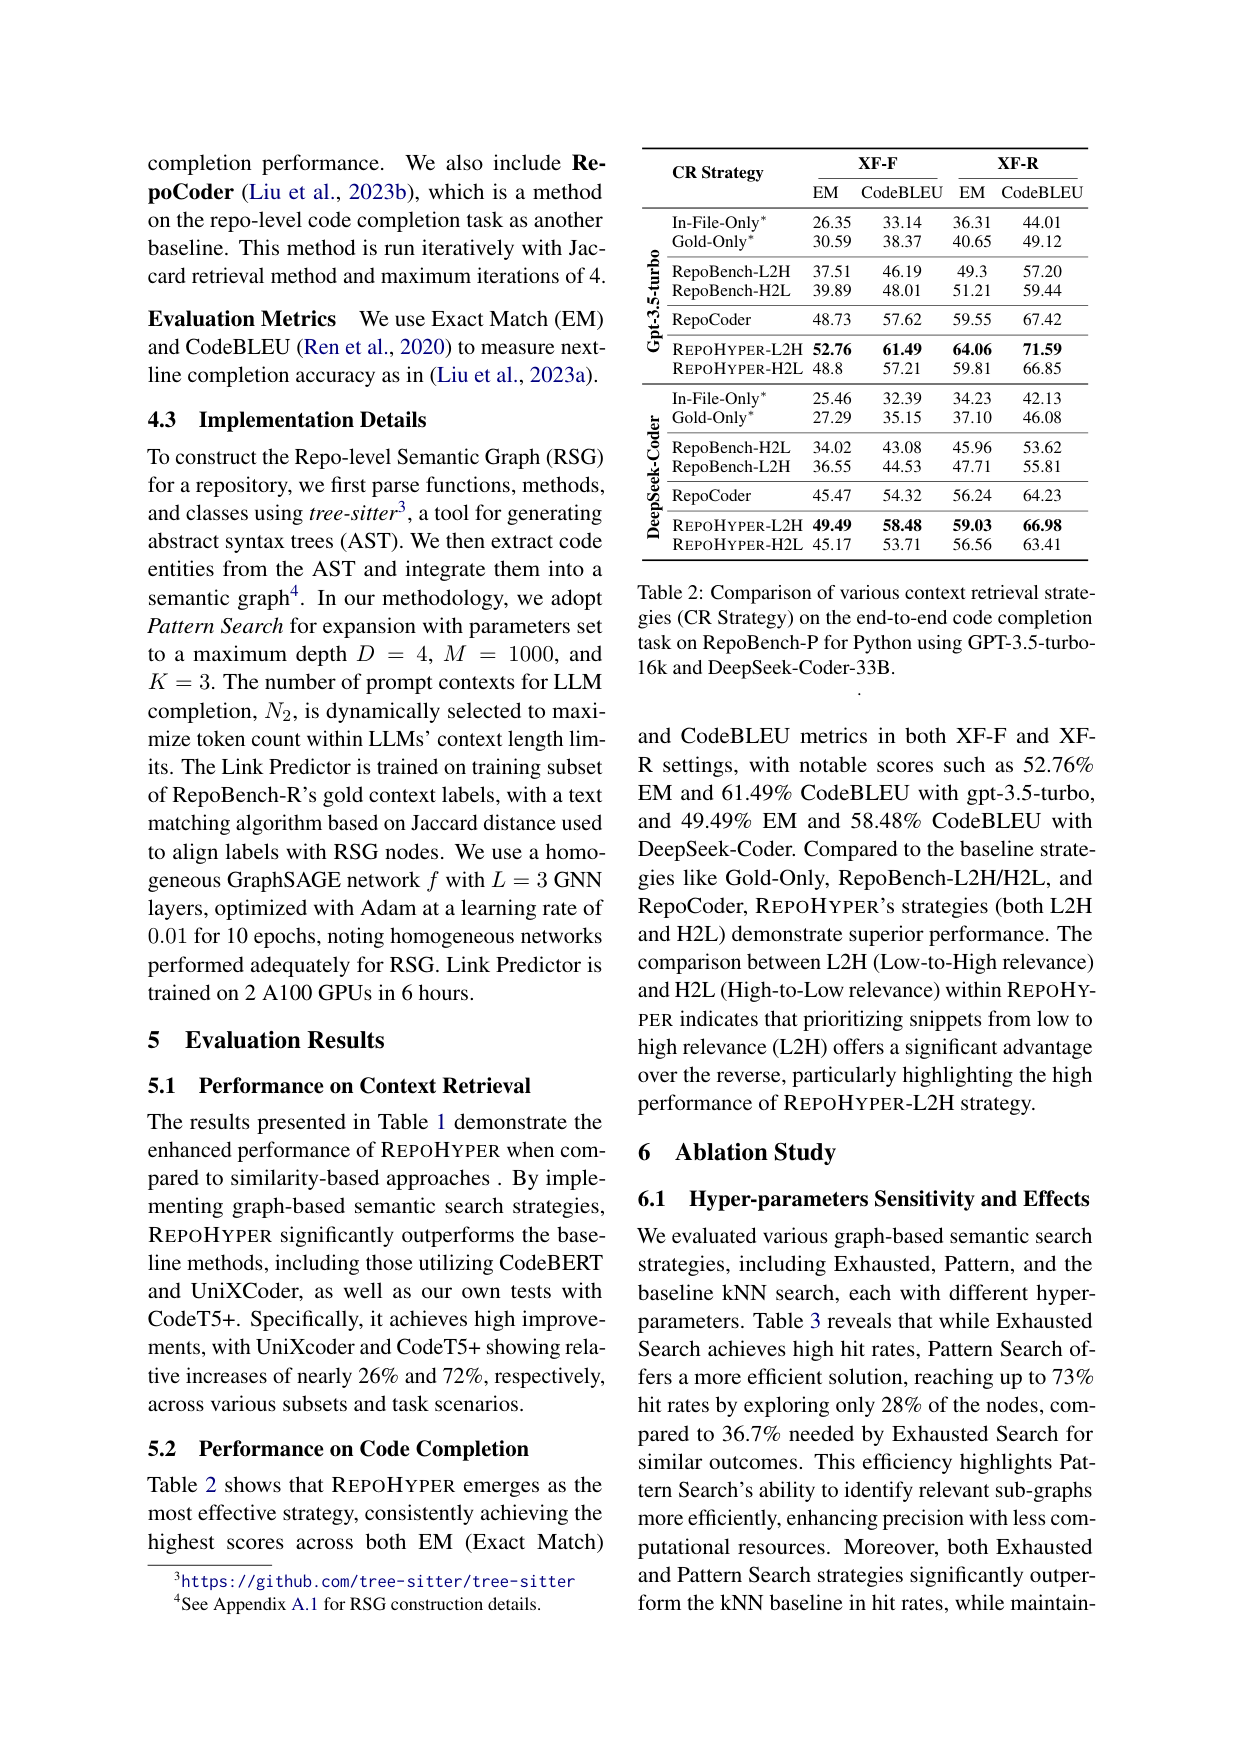 completion performance. We also include Re-
poCoder (Liu et al., 2023b), which is a method
on the repo-level code completion task as another
baseline. This method is run iteratively with Jac-
card retrieval method and maximum iterations of 4.
Evaluation Metrics We use Exact Match (EM)
and CodeBLEU (Ren et al., 2020) to measure next-
line completion accuracy as in (Liu et al., 2023a).
4.3 Implementation Details
To construct the Repo-level Semantic Graph (RSG)
for a repository, we first parse functions, methods,
and classes using tree-sitter3, a tool for generating
abstract syntax trees (AST). We then extract code
entities from the AST and integrate them into a
semantic graph4. In our methodology, we adopt
Pattern Search for expansion with parameters set
to a maximum depth D = 4, M = 1000, and
K = 3. The number of prompt contexts for LLM
completion, N2, is dynamically selected to maxi-
mize token count within LLMs' context length lim-
its. The Link Predictor is trained on training subset
of RepoBench-R's gold context labels, with a text
matching algorithm based on Jaccard distance used
to align labels with RSG nodes. We use a homo-
geneous GraphSAGE network f with L = 3 GNN
layers, optimized with Adam at a learning rate of
0.01 for 10 epochs, noting homogeneous networks
performed adequately for RSG. Link Predictor is
trained on 2 A100 GPUs in 6 hours.
5 Evaluation Results
5.1 Performance on Context Retrieval
The results presented in Table 1 demonstrate the
enhanced performance of REPOHYPER when com-
pared to similarity-based approaches . By imple-
menting graph-based semantic search strategies,
REPOHYPER significantly outperforms the base-
line methods, including those utilizing CodeBERT
and UniXCoder, as well as our own tests with
CodeT5+. Specifically, it achieves high improve-
ments, with UniXcoder and CodeT5+ showing rela-
tive increases of nearly 26% and 72%, respectively,
across various subsets and task scenarios.
5.2 Performance on Code Completion
Table 2 shows that REPOHYPER emerges as the
most effective strategy, consistently achieving the
highest scores across both EM (Exact Match)
3https://github.com/tree-sitter/tree-sitter
4See Appendix A.1 for RSG construction details.
CR Strategy XF-F XF-R
EM CodeBLEU EM CodeBLEU
Gpt-3.5-turbo
In-File-Only* 26.35 33.14 36.31 44.01
Gold-Only* 30.59 38.37 40.65 49.12
RepoBench-L2H 37.51 46.19 49.3 57.20
RepoBench-H2L 39.89 48.01 51.21 59.44
RepoCoder 48.73 57.62 59.55 67.42
REPOHYPER-L2H 52.76 61.49 64.06 71.59
REPOHYPER-H2L 48.8 57.21 59.81 66.85
DeepSeek-Coder
In-File-Only* 25.46 32.39 34.23 42.13
Gold-Only* 27.29 35.15 37.10 46.08
RepoBench-H2L 34.02 43.08 45.96 53.62
RepoBench-L2H 36.55 44.53 47.71 55.81
RepoCoder 45.47 54.32 56.24 64.23
REPOHYPER-L2H 49.49 58.48 59.03 66.98
REPOHYPER-H2L 45.17 53.71 56.56 63.41
Table 2: Comparison of various context retrieval strate-
gies (CR Strategy) on the end-to-end code completion
task on RepoBench-P for Python using GPT-3.5-turbo-
16k and DeepSeek-Coder-33B.
.
and CodeBLEU metrics in both XF-F and XF-
R settings, with notable scores such as 52.76%
EM and 61.49% CodeBLEU with gpt-3.5-turbo,
and 49.49% EM and 58.48% CodeBLEU with
DeepSeek-Coder. Compared to the baseline strate-
gies like Gold-Only, RepoBench-L2H/H2L, and
RepoCoder, REPOHYPER's strategies (both L2H
and H2L) demonstrate superior performance. The
comparison between L2H (Low-to-High relevance)
and H2L (High-to-Low relevance) within REPOHY-
PER indicates that prioritizing snippets from low to
high relevance (L2H) offers a significant advantage
over the reverse, particularly highlighting the high
performance of REPOHYPER-L2H strategy.
6 Ablation Study
6.1 Hyper-parameters Sensitivity and Effects
We evaluated various graph-based semantic search
strategies, including Exhausted, Pattern, and the
baseline kNN search, each with different hyper-
parameters. Table 3 reveals that while Exhausted
Search achieves high hit rates, Pattern Search of-
fers a more efficient solution, reaching up to 73%
hit rates by exploring only 28% of the nodes, com-
pared to 36.7% needed by Exhausted Search for
similar outcomes. This efficiency highlights Pat-
tern Search's ability to identify relevant sub-graphs
more efficiently, enhancing precision with less com-
putational resources. Moreover, both Exhausted
and Pattern Search strategies significantly outper-
form the kNN baseline in hit rates, while maintain-